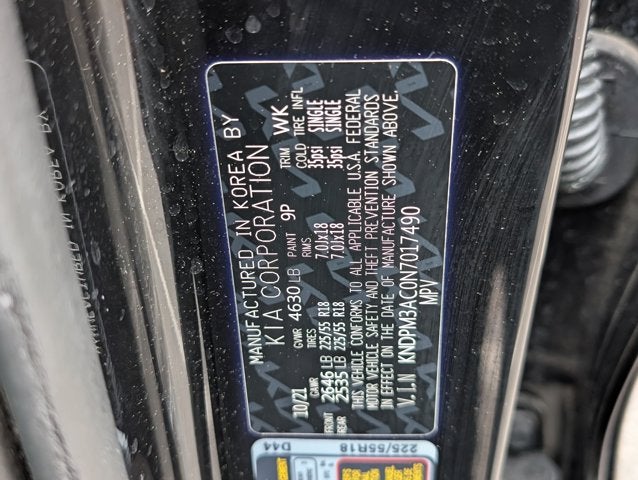 MANUFACTURED IN KOREA BY
KIA CORPORATION
10/21 GVWR 4630 LB PAINT 9P TRIM WK
GAWR TIRES RIMS COLD TIRE INFL
FRONT 2646 LB 225/55 R18 7.0Jx18 35psi SINGLE
REAR 2535 LB 225/55 R18 7.0Jx18 35psi SINGLE
THIS VEHICLE CONFORMS TO ALL APPLICABLE U.S.A. FEDERAL
MOTOR VEHICLE SAFETY AND THEFT PREVENTION STANDARDS
IN EFFECT ON THE DATE OF MANUFACTURE SHOWN ABOVE.
V.I.N KNDPM3AC0N7017490
MPV
D44
225/55R18